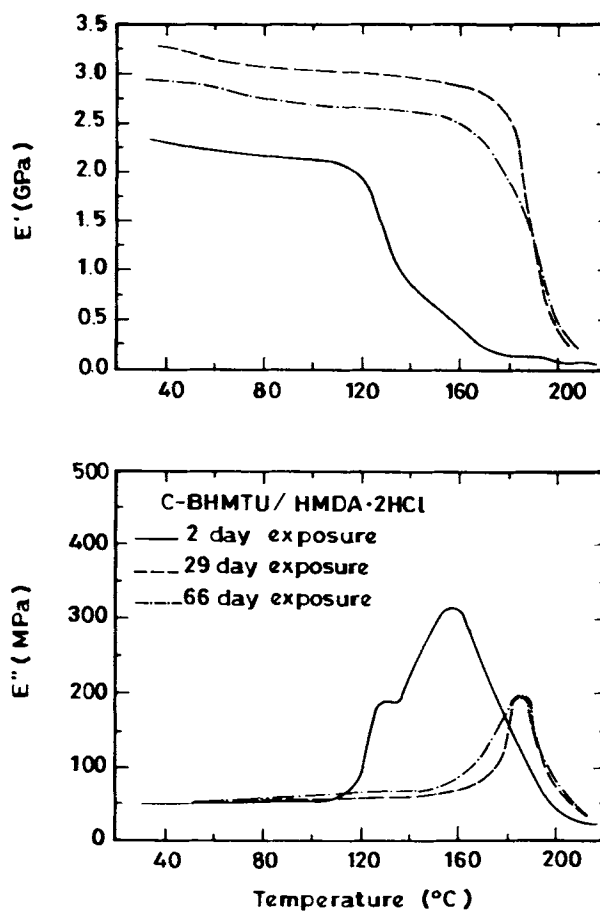 3.5
3.0
2.5
2.0
1.5
1.0
0.5
0.0
E' (GPa)
40 80 120 160 200
500
400
300
200
100
0
E" (MPa)
C-BHMTU/ HMDA·2HCl
2 day exposure
29 day exposure
66 day exposure
40 80 120 160 200
Temperature (°C)